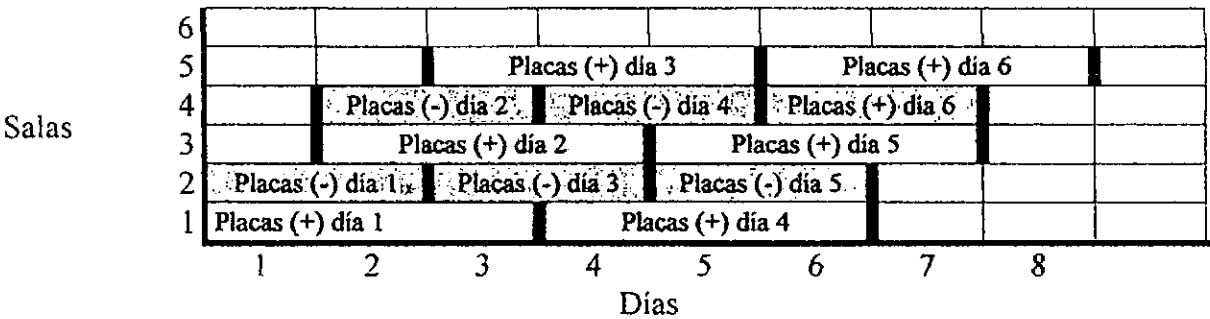 6
5 Placas (+) día 3 Placas (+) día 6
4 Placas (-) día 2 Placas (-) día 4 Placas (+) día 6
Salas
3 Placas (+) día 2 Placas (+) día 5
2 Placas (-) día 1 Placas (-) día 3 Placas (-) día 5
1 Placas (+) día 1 Placas (+) día 4
1 2 3 4 5 6 7 8
Días